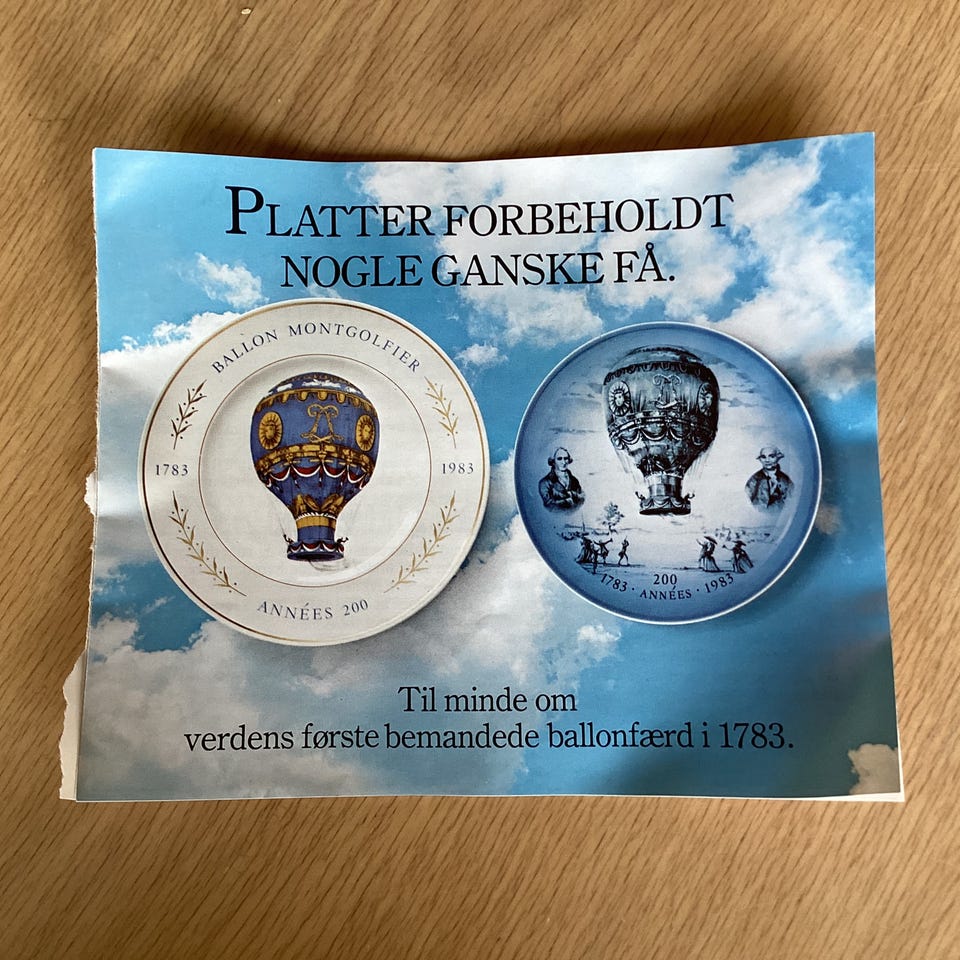 PLATTER FORBEHOLDT
NOGLE GANSKE FÅ.
BALLON MONTGOLFIER
1783
1983
ANNÉES 200
200
1783 · ANNÉES · 1983
Til minde om
verdens første bemandede ballonfærd i 1783.